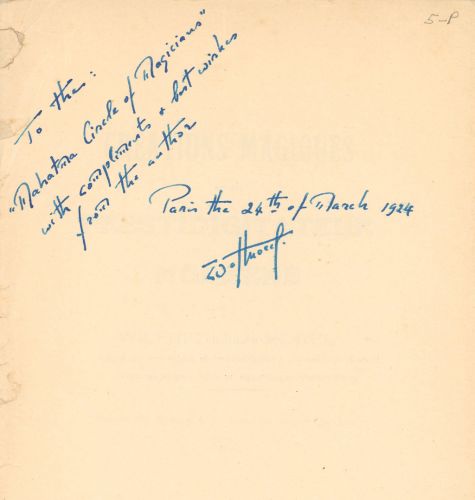 5-P
To the:
"Mahatma Circle of Magicians"
with compliments & best wishes
from the author
Paris the 24th of March 1924